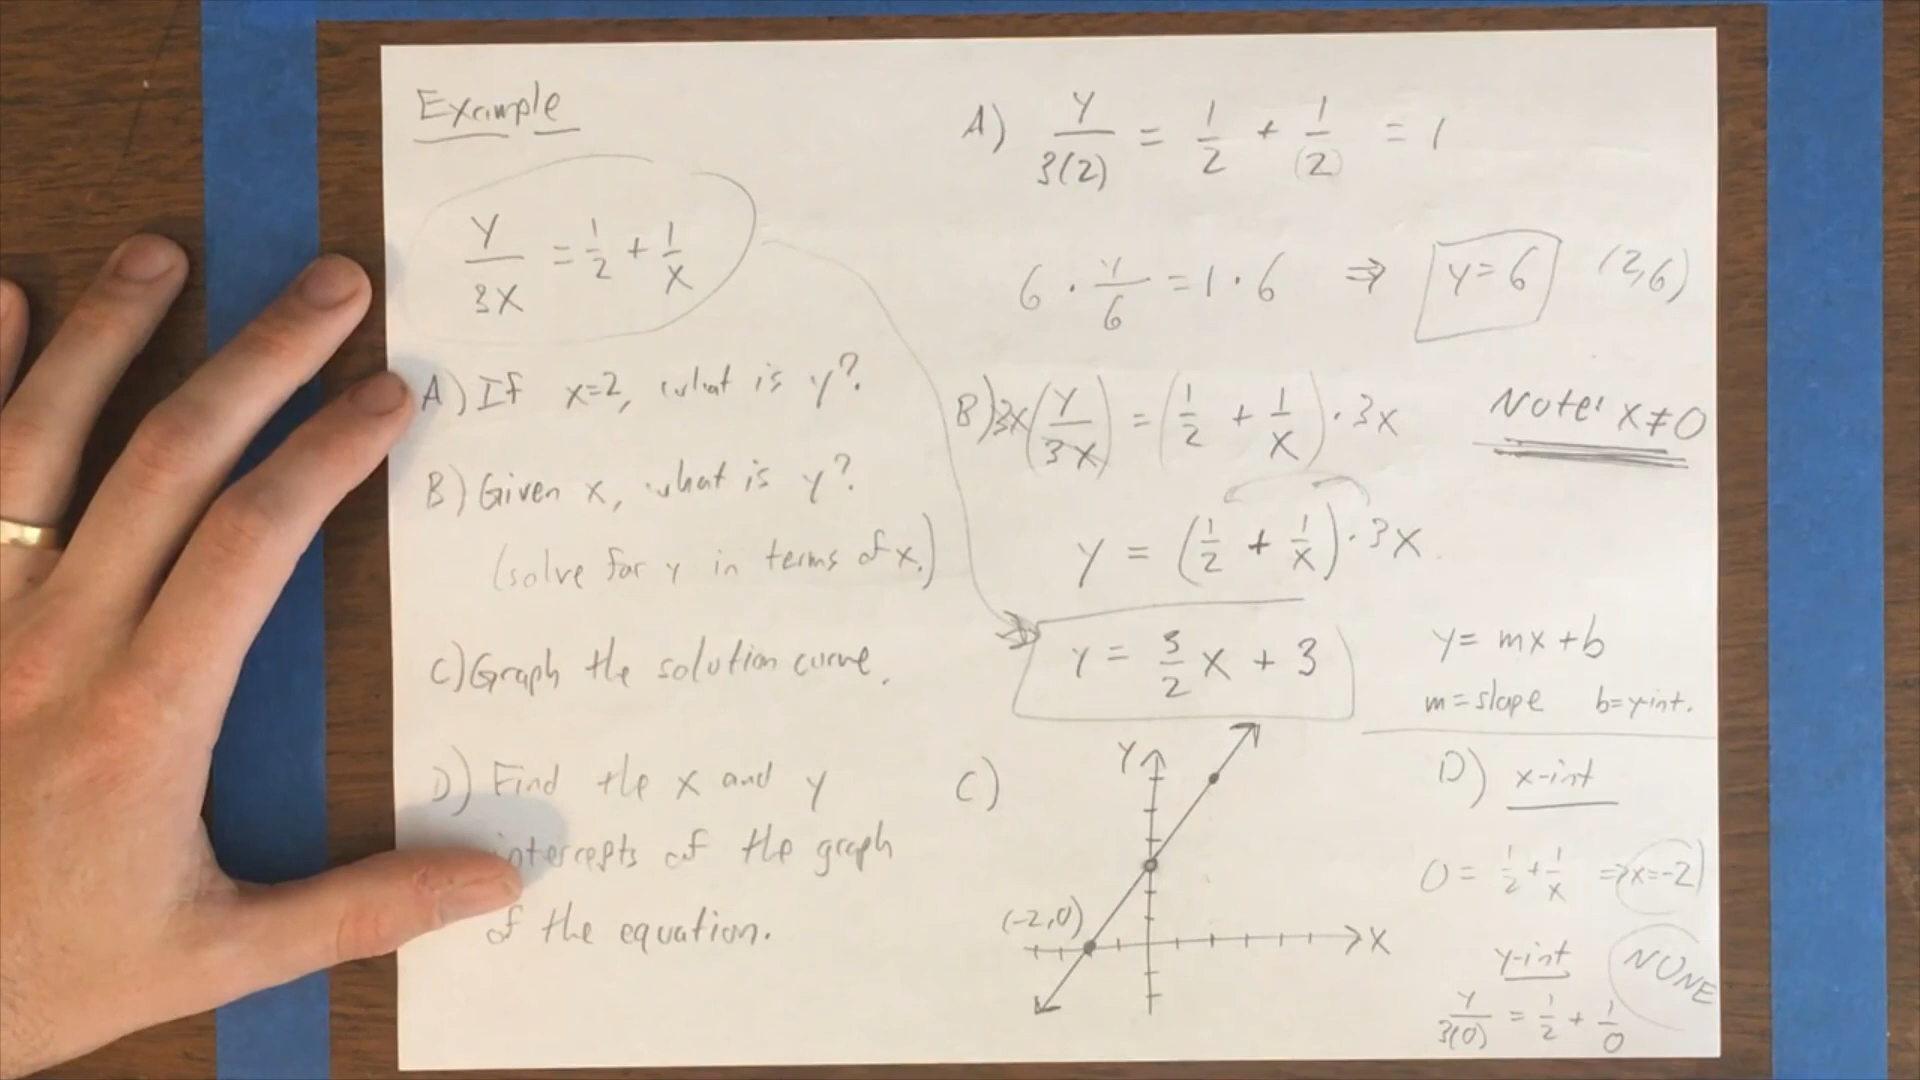 Example
y/3x = 1/2 + 1/x
A) If x=2, what is y?
B) Given x, what is y?
(solve for y in terms of x.)
C) Graph the solution curve.
D) Find the x and y
intercepts of the graph
of the equation.
A) y/3(2) = 1/2 + 1/(2) = 1
6 · y/6 = 1 · 6 ⇒ y = 6 (2,6)
B) 3x(y/3x) = (1/2 + 1/x) · 3x
Note: x ≠ 0
y = (1/2 + 1/x) · 3x
y = 3/2 x + 3
y = mx + b
m = slope b = y-int.
C)
Y
(-2,0)
X
D) x-int
0 = 1/2 + 1/x ⇒ x = -2
y-int
NONE
y/3(0) = 1/2 + 1/0